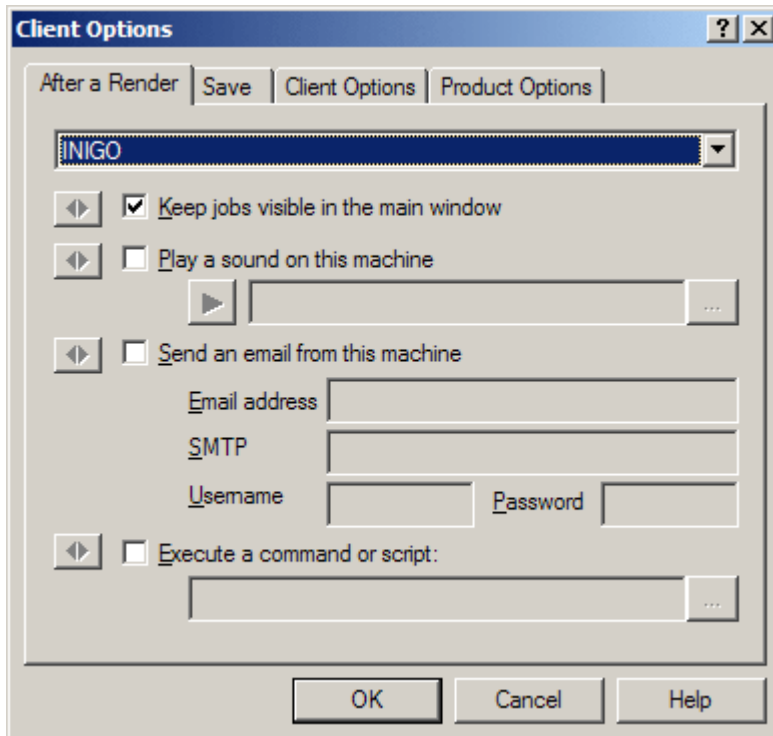 Client Options
After a Render Save Client Options Product Options
INIGO
Keep jobs visible in the main window
Play a sound on this machine
...
Send an email from this machine
Email address
SMTP
Username Password
Execute a command or script:
...
OK Cancel Help